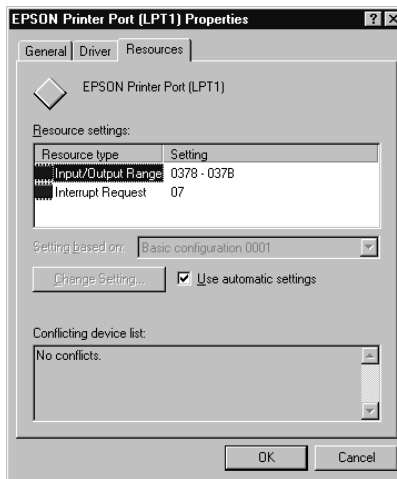 EPSON Printer Port (LPT1) Properties
General Driver Resources
EPSON Printer Port (LPT1)
Resource settings:
Resource type Setting
Input/Output Range 0378 - 037B
Interrupt Request 07
Setting based on: Basic configuration 0001
Change Setting... Use automatic settings
Conflicting device list:
No conflicts.
OK Cancel